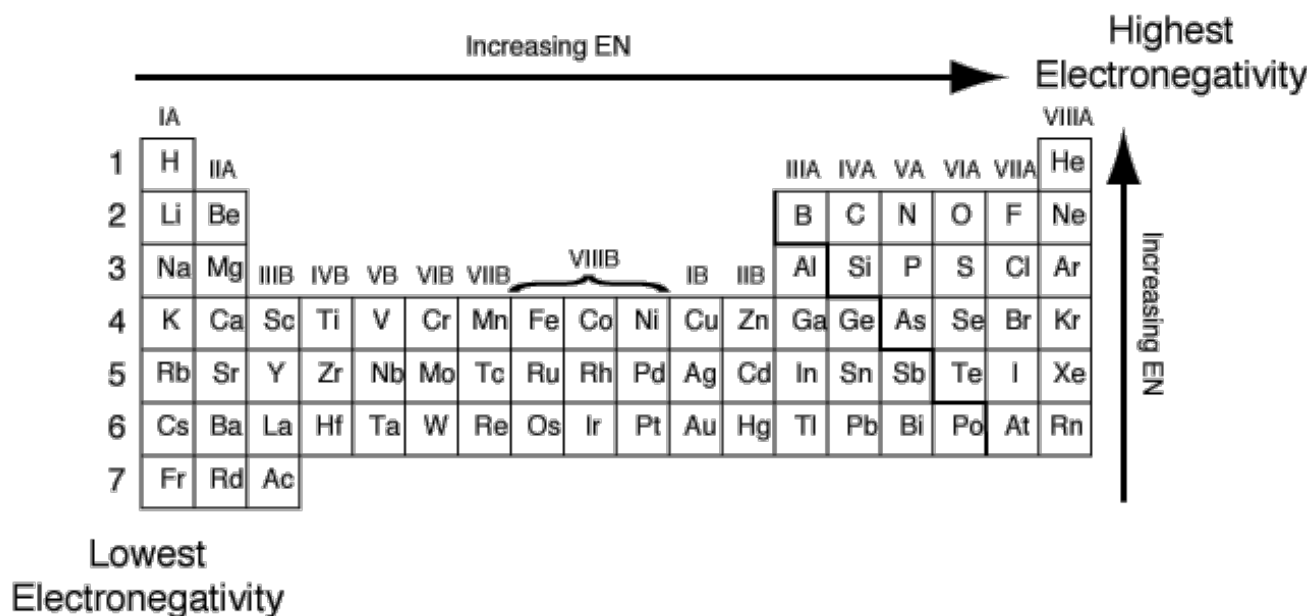 Increasing EN
Highest
Electronegativity
IA
VIIIA
1 H IIA IIIA IVA VA VIA VIIA He
2 Li Be B C N O F Ne
3 Na Mg IIIB IVB VB VIB VIIB VIIIB IB IIB Al Si P S Cl Ar
4 K Ca Sc Ti V Cr Mn Fe Co Ni Cu Zn Ga Ge As Se Br Kr
5 Rb Sr Y Zr Nb Mo Tc Ru Rh Pd Ag Cd In Sn Sb Te I Xe
6 Cs Ba La Hf Ta W Re Os Ir Pt Au Hg Tl Pb Bi Po At Rn
7 Fr Rd Ac
Increasing EN
Lowest
Electronegativity